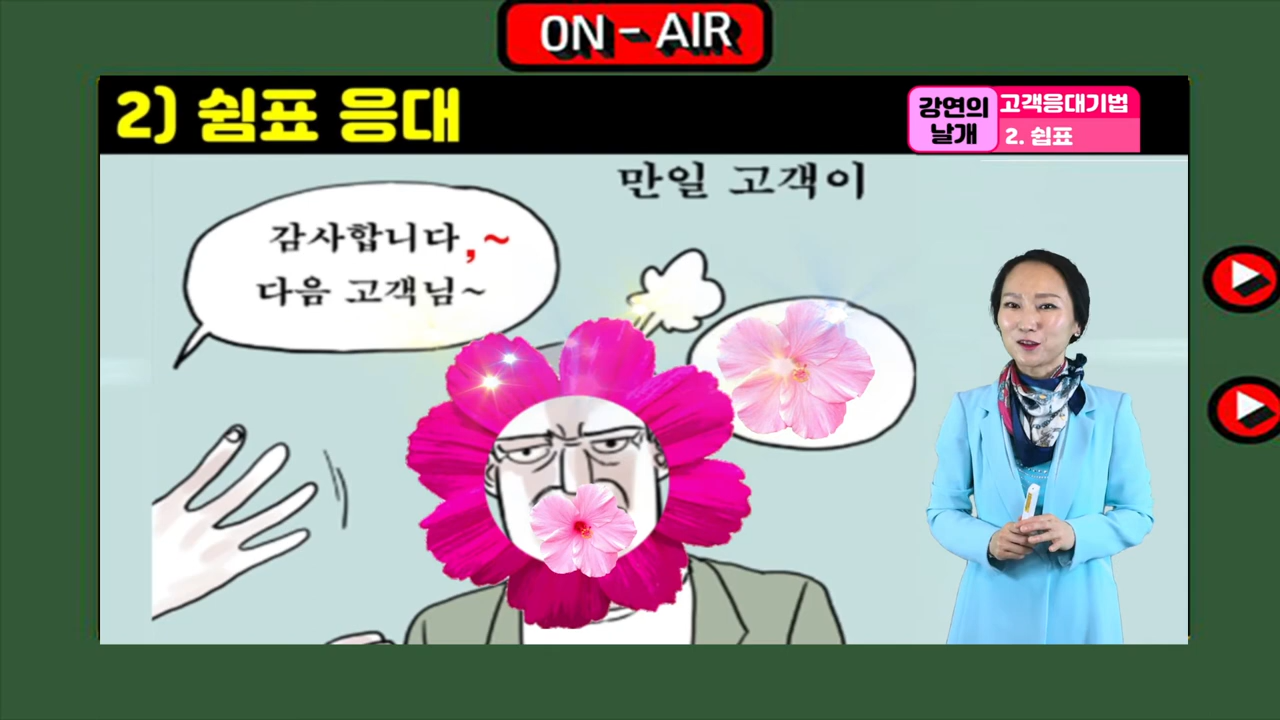 ON - AIR
2) 쉼표 응대
강연의
날개
고객응대기법
2. 쉼표
만일 고객이
감사합니다,~
다음 고객님~